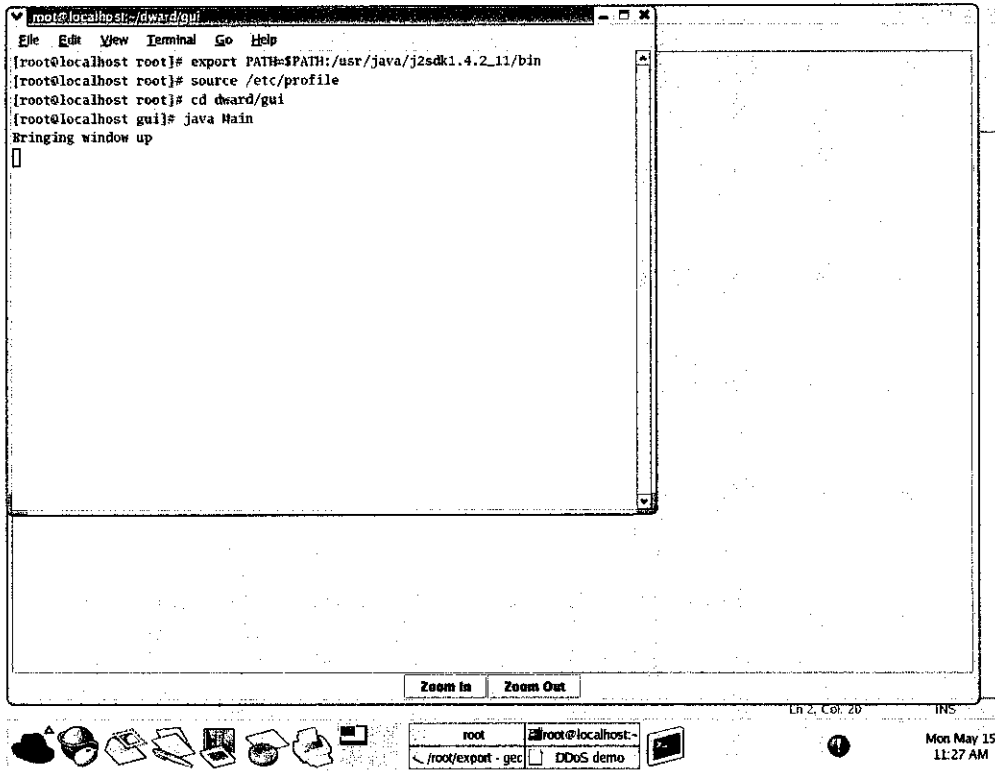 root@localhost:~/dward/gui
File Edit View Terminal Go Help
[root@localhost root]# export PATH=$PATH:/usr/java/j2sdk1.4.2_11/bin
[root@localhost root]# source /etc/profile
[root@localhost root]# cd dward/gui
[root@localhost gui]# java Main
Bringing window up
Zoom In Zoom Out
Ln 2, Col. 20 INS
root root@localhost:~
/root/export - gec DDoS demo
Mon May 15
11:27 AM